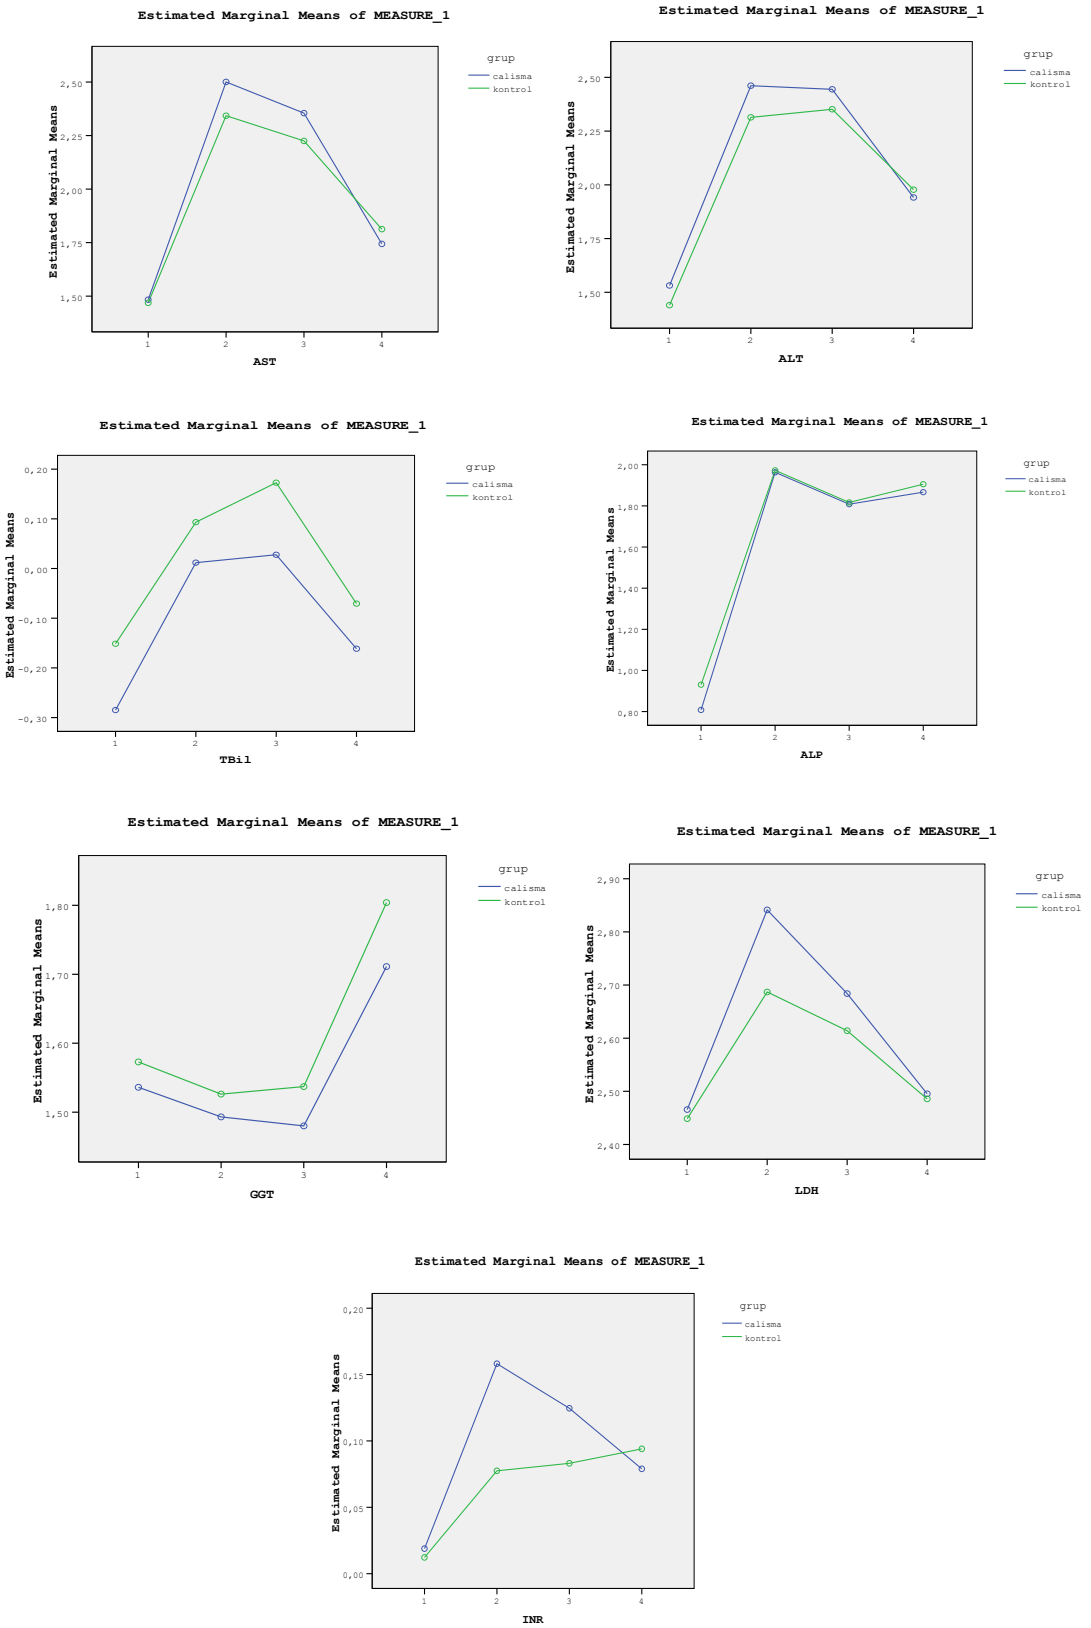 Estimated Marginal Means of MEASURE_1
grup
calisma
kontrol
Estimated Marginal Means
2,50
2,25
2,00
1,75
1,50
1 2 3 4
AST
Estimated Marginal Means of MEASURE_1
grup
calisma
kontrol
Estimated Marginal Means
2,50
2,25
2,00
1,75
1,50
1 2 3 4
ALT
Estimated Marginal Means of MEASURE_1
grup
calisma
kontrol
Estimated Marginal Means
0,20
0,10
0,00
-0,10
-0,20
-0,30
1 2 3 4
TBil
Estimated Marginal Means of MEASURE_1
grup
calisma
kontrol
Estimated Marginal Means
2,00
1,80
1,60
1,40
1,20
1,00
0,80
1 2 3 4
ALP
Estimated Marginal Means of MEASURE_1
grup
calisma
kontrol
Estimated Marginal Means
1,80
1,70
1,60
1,50
1 2 3 4
GGT
Estimated Marginal Means of MEASURE_1
grup
calisma
kontrol
Estimated Marginal Means
2,90
2,80
2,70
2,60
2,50
2,40
1 2 3 4
LDH
Estimated Marginal Means of MEASURE_1
grup
calisma
kontrol
Estimated Marginal Means
0,20
0,15
0,10
0,05
0,00
1 2 3 4
INR